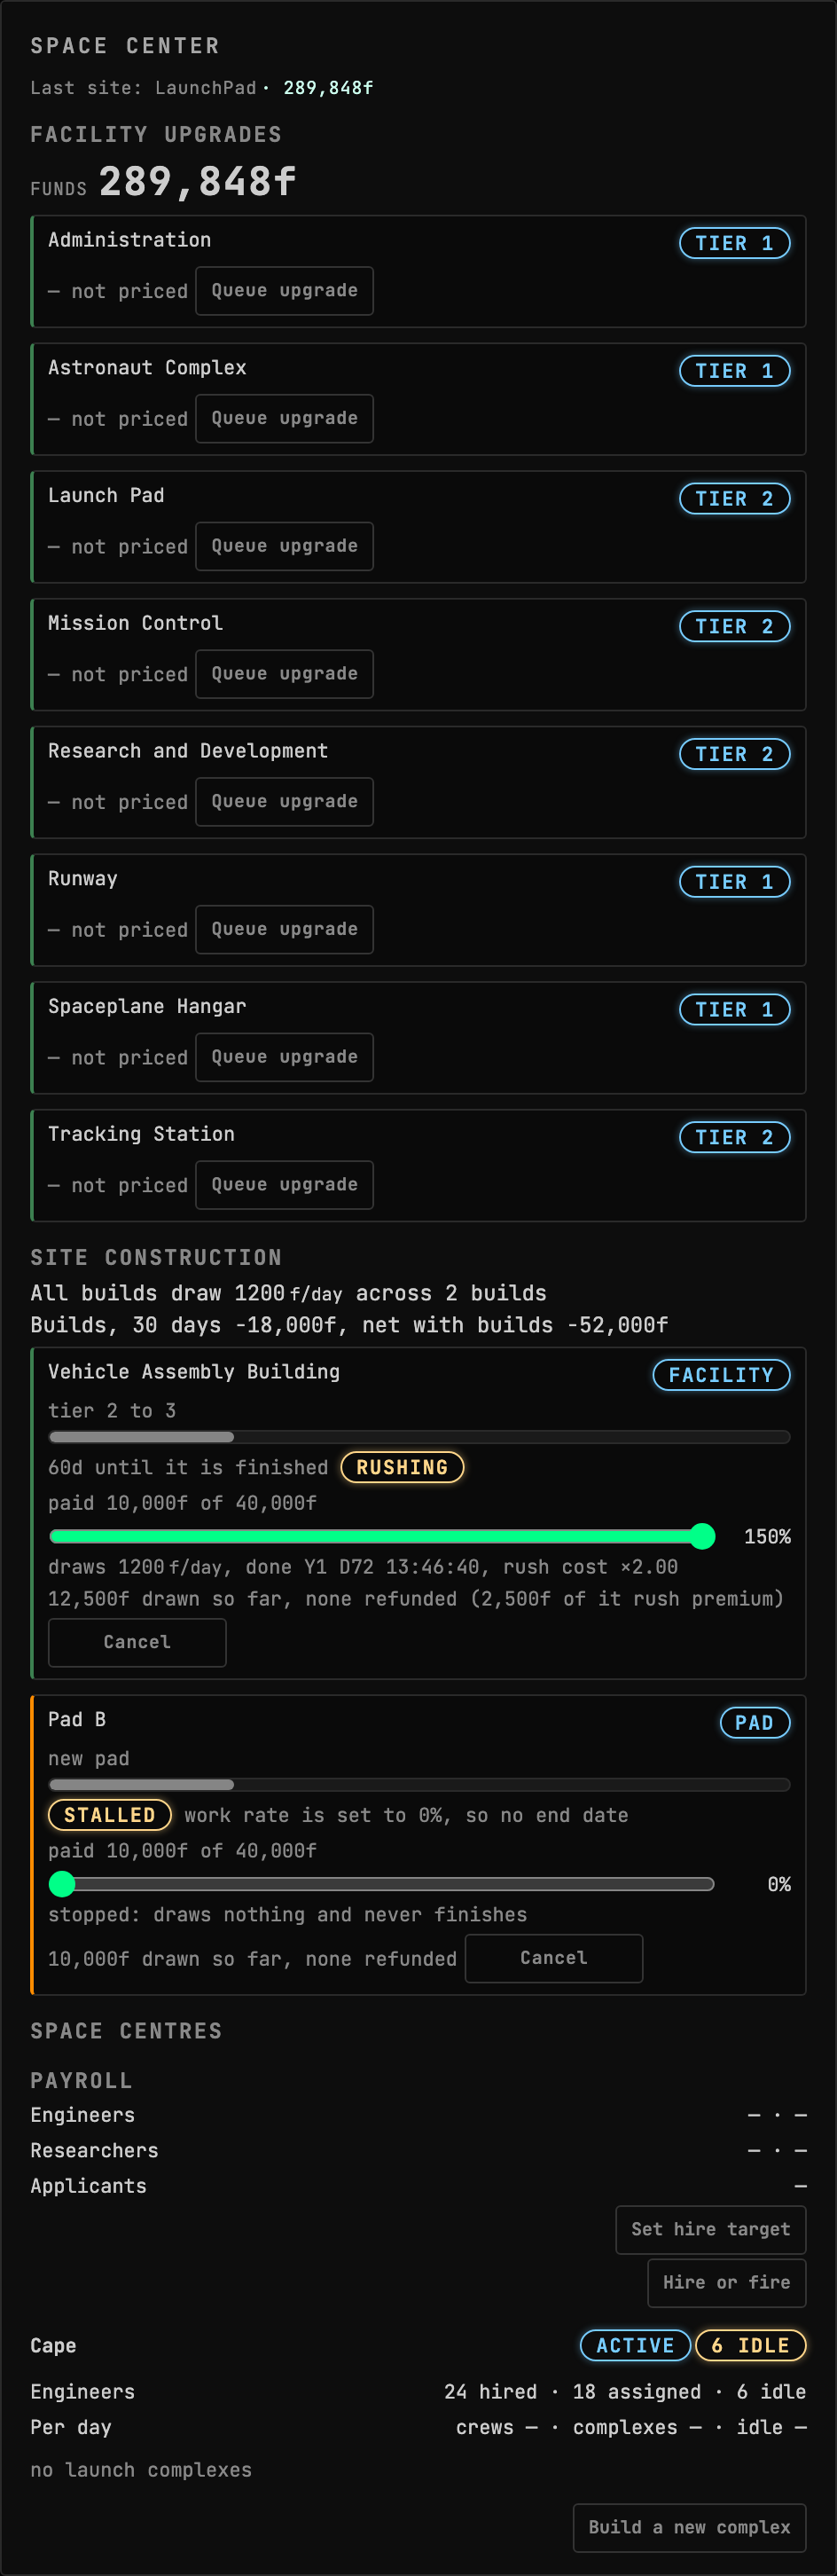 SPACE CENTER
Last site: LaunchPad · 289,848f
FACILITY UPGRADES
FUNDS 289,848f
Administration TIER 1
— not priced Queue upgrade
Astronaut Complex TIER 1
— not priced Queue upgrade
Launch Pad TIER 2
— not priced Queue upgrade
Mission Control TIER 2
— not priced Queue upgrade
Research and Development TIER 2
— not priced Queue upgrade
Runway TIER 1
— not priced Queue upgrade
Spaceplane Hangar TIER 1
— not priced Queue upgrade
Tracking Station TIER 2
— not priced Queue upgrade
SITE CONSTRUCTION
All builds draw 1200 f/day across 2 builds
Builds, 30 days -18,000f, net with builds -52,000f
Vehicle Assembly Building FACILITY
tier 2 to 3
60d until it is finished RUSHING
paid 10,000f of 40,000f
150%
draws 1200 f/day, done Y1 D72 13:46:40, rush cost ×2.00
12,500f drawn so far, none refunded (2,500f of it rush premium)
Cancel
Pad B PAD
new pad
STALLED work rate is set to 0%, so no end date
paid 10,000f of 40,000f
0%
stopped: draws nothing and never finishes
10,000f drawn so far, none refunded Cancel
SPACE CENTRES
PAYROLL
Engineers — · —
Researchers — · —
Applicants —
Set hire target
Hire or fire
Cape ACTIVE 6 IDLE
Engineers 24 hired · 18 assigned · 6 idle
Per day crews — · complexes — · idle —
no launch complexes
Build a new complex